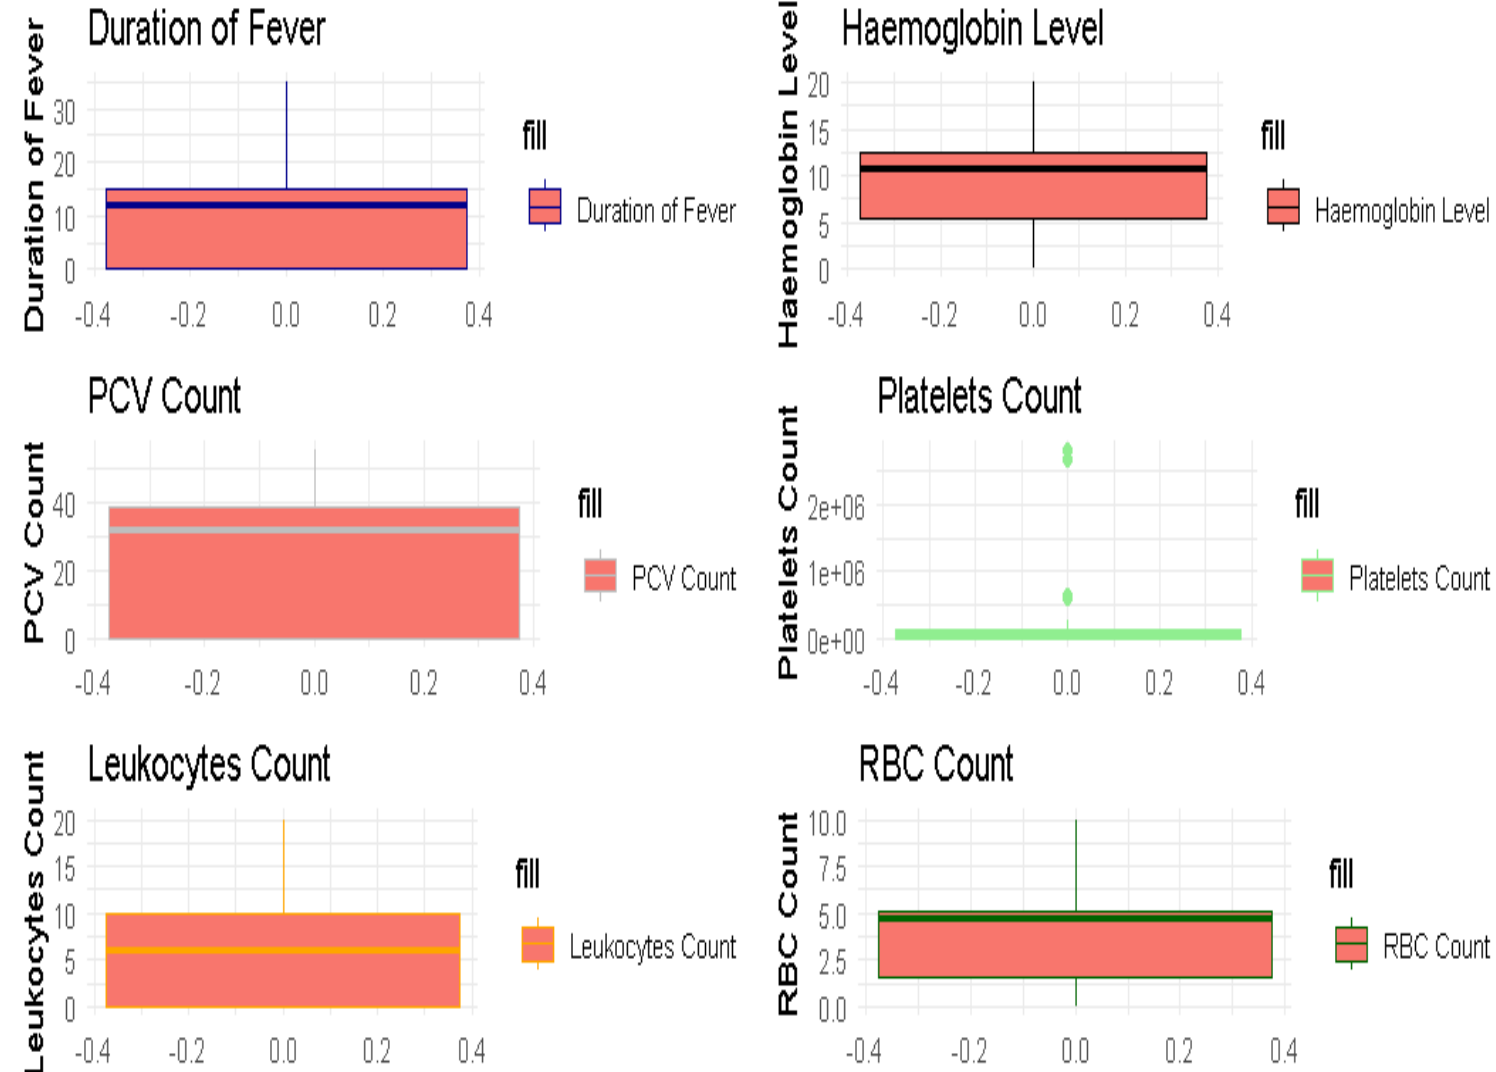 Duration of Fever
Duration of Fever
30
20
10
0
-0.4 -0.2 0.0 0.2 0.4
fill
Duration of Fever
Haemoglobin Level
Haemoglobin Level
20
15
10
5
0
-0.4 -0.2 0.0 0.2 0.4
fill
Haemoglobin Level
PCV Count
PCV Count
40
20
0
-0.4 -0.2 0.0 0.2 0.4
fill
PCV Count
Platelets Count
Platelets Count
2e+06
1e+06
0e+00
-0.4 -0.2 0.0 0.2 0.4
fill
Platelets Count
Leukocytes Count
Leukocytes Count
20
15
10
5
0
-0.4 -0.2 0.0 0.2 0.4
fill
Leukocytes Count
RBC Count
RBC Count
10.0
7.5
5.0
2.5
0.0
-0.4 -0.2 0.0 0.2 0.4
fill
RBC Count